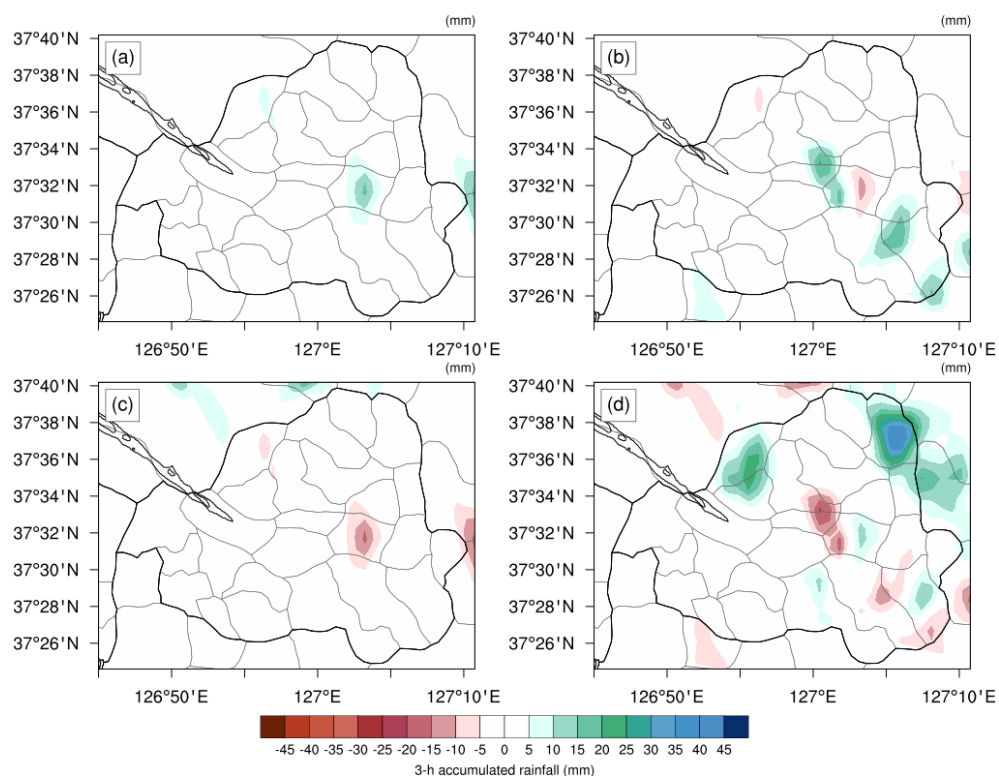 (mm) (mm)
37°40'N (a) 37°40'N (b)
37°38'N 37°38'N
37°36'N 37°36'N
37°34'N 37°34'N
37°32'N 37°32'N
37°30'N 37°30'N
37°28'N 37°28'N
37°26'N 37°26'N
126°50'E 127°E 127°10'E 126°50'E 127°E 127°10'E
(mm) (mm)
37°40'N (c) 37°40'N (d)
37°38'N 37°38'N
37°36'N 37°36'N
37°34'N 37°34'N
37°32'N 37°32'N
37°30'N 37°30'N
37°28'N 37°28'N
37°26'N 37°26'N
126°50'E 127°E 127°10'E 126°50'E 127°E 127°10'E
-45 -40 -35 -30 -25 -20 -15 -10 -5 0 5 10 15 20 25 30 35 40 45
3-h accumulated rainfall (mm)